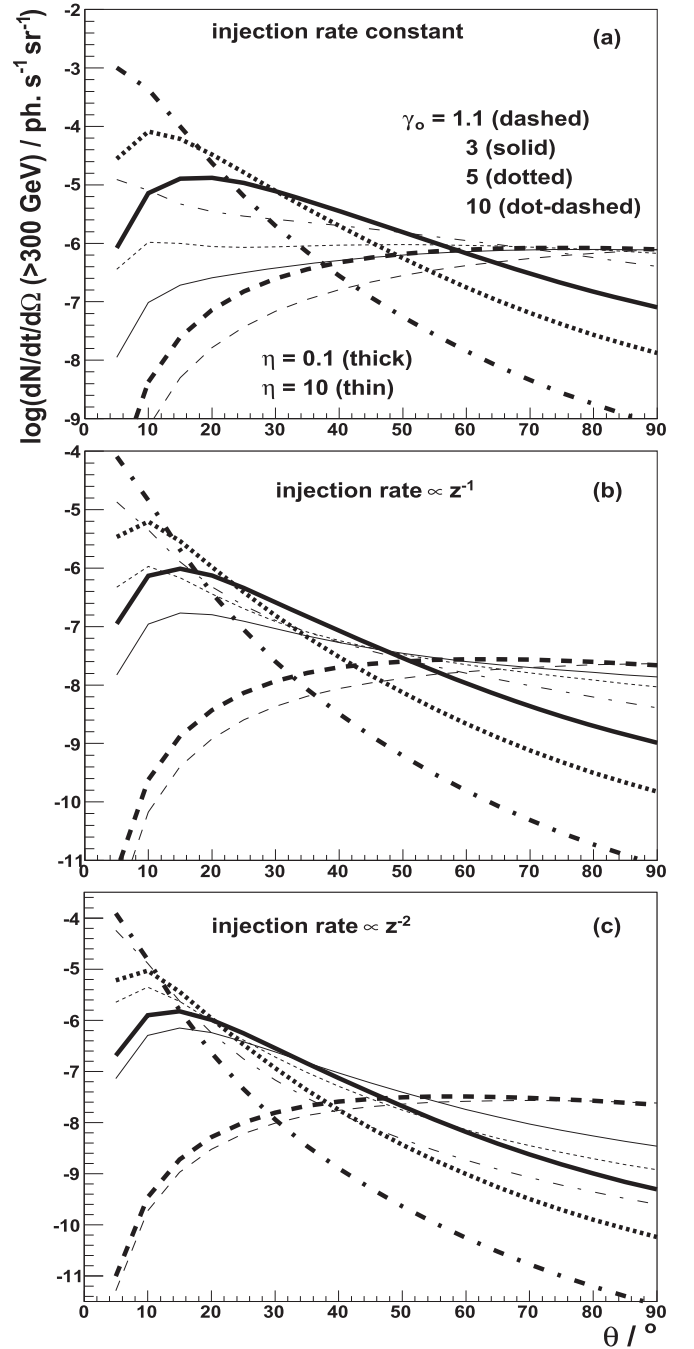 log(dN/dt/dΩ (>300 GeV) / ph. s⁻¹ sr⁻¹)
-2
injection rate constant (a)
-3
-4
γₒ = 1.1 (dashed)
3 (solid)
5 (dotted)
10 (dot-dashed)
-5
-6
-7
-8
η = 0.1 (thick)
η = 10 (thin)
-9
0 10 20 30 40 50 60 70 80 90
-4
injection rate ∝ z⁻¹ (b)
-5
-6
-7
-8
-9
-10
-11
0 10 20 30 40 50 60 70 80 90
injection rate ∝ z⁻² (c)
-4
-5
-6
-7
-8
-9
-10
-11
0 10 20 30 40 50 60 70 80 90
θ / °